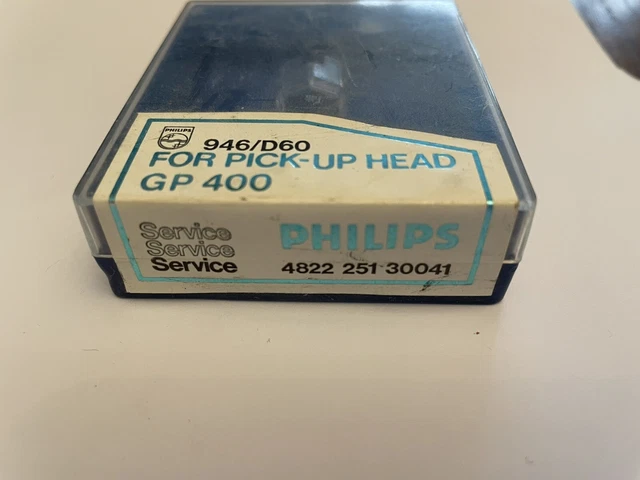 PHILIPS
946/D60
FOR PICK-UP HEAD
GP 400
Service
Service
Service
PHILIPS
4822 251 30041